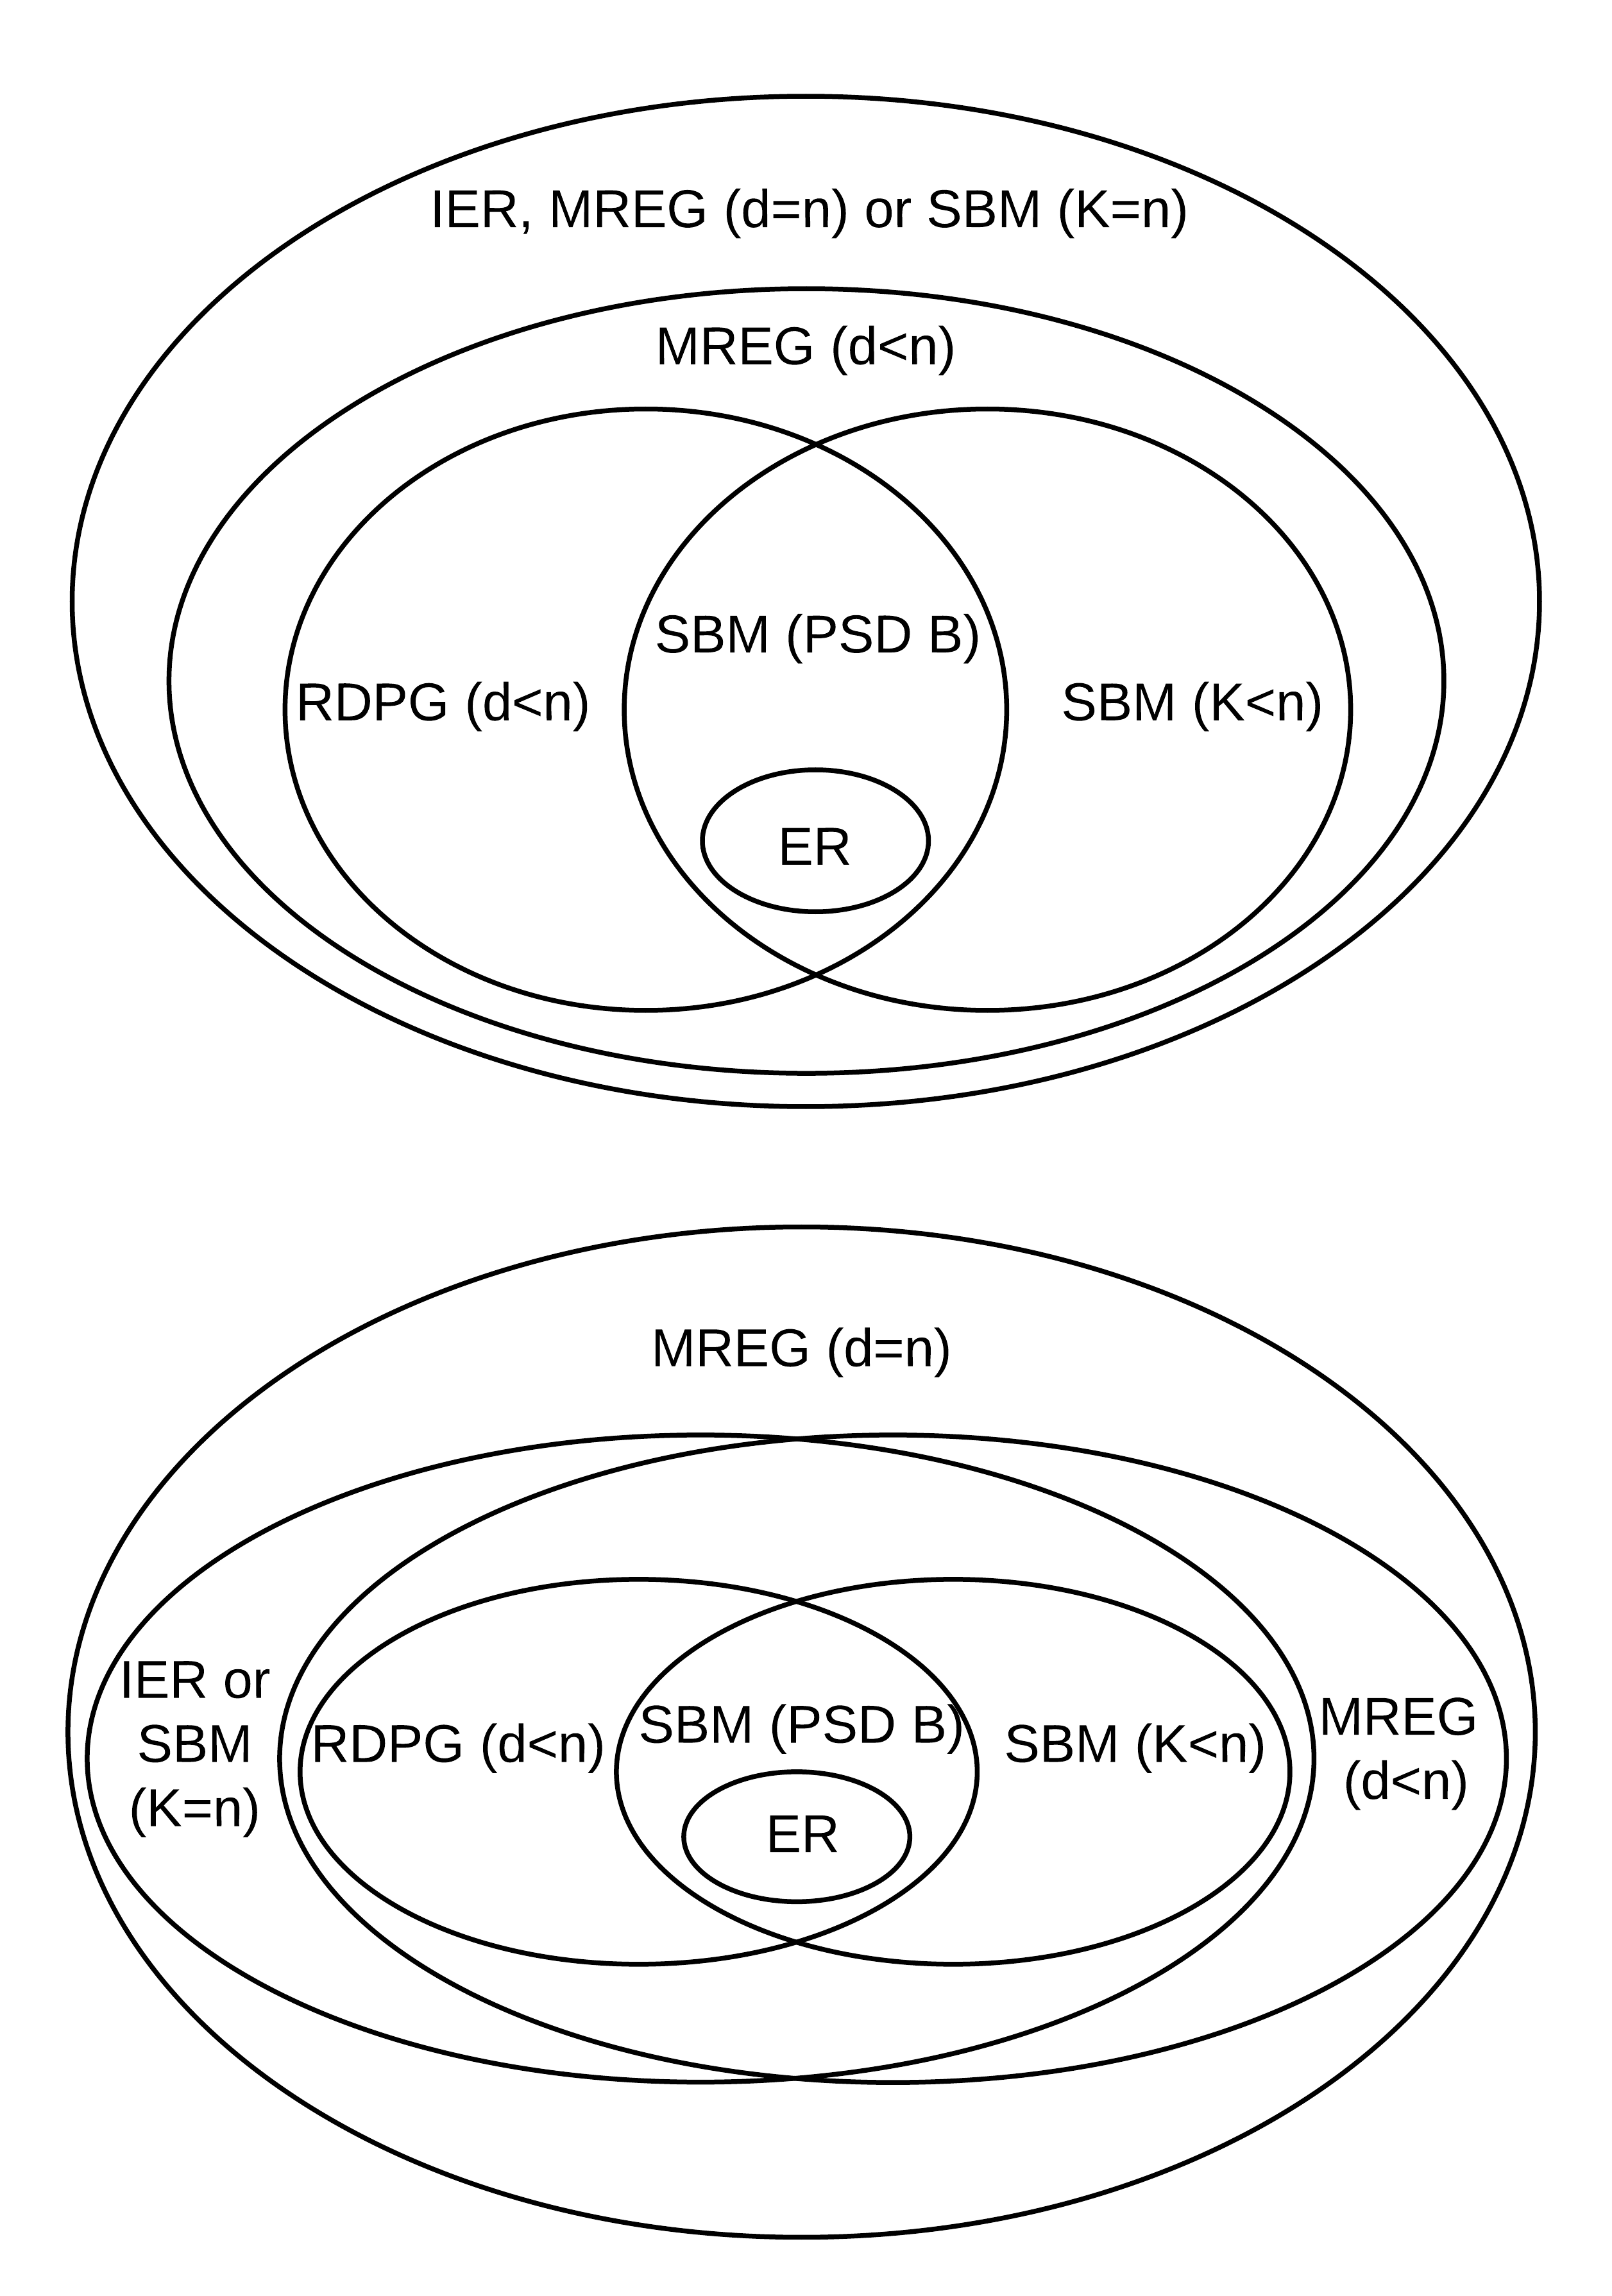 IER, MREG (d=n) or SBM (K=n)
MREG (d<n)
SBM (PSD B)
RDPG (d<n)
SBM (K<n)
ER
MREG (d=n)
IER or
SBM
(K=n)
RDPG (d<n)
SBM (PSD B)
SBM (K<n)
MREG
(d<n)
ER